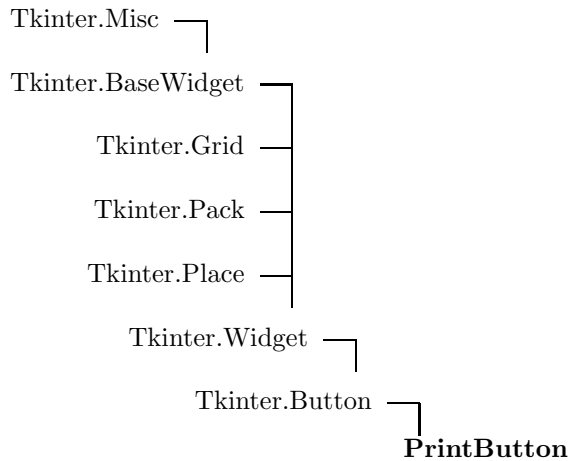 Tkinter.Misc
Tkinter.BaseWidget
Tkinter.Grid
Tkinter.Pack
Tkinter.Place
Tkinter.Widget
Tkinter.Button
PrintButton